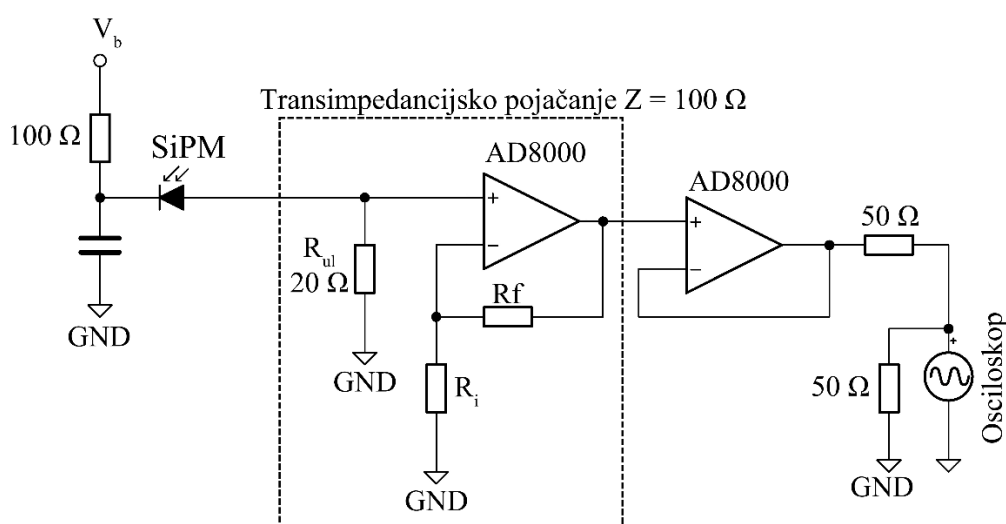 V_b
Transimpedancijsko pojačanje Z = 100 Ω
100 Ω
SiPM
AD8000
AD8000
+
−
+
−
50 Ω
R_ul
20 Ω
Rf
GND
GND
R_i
50 Ω
+
Osciloskop
GND
GND